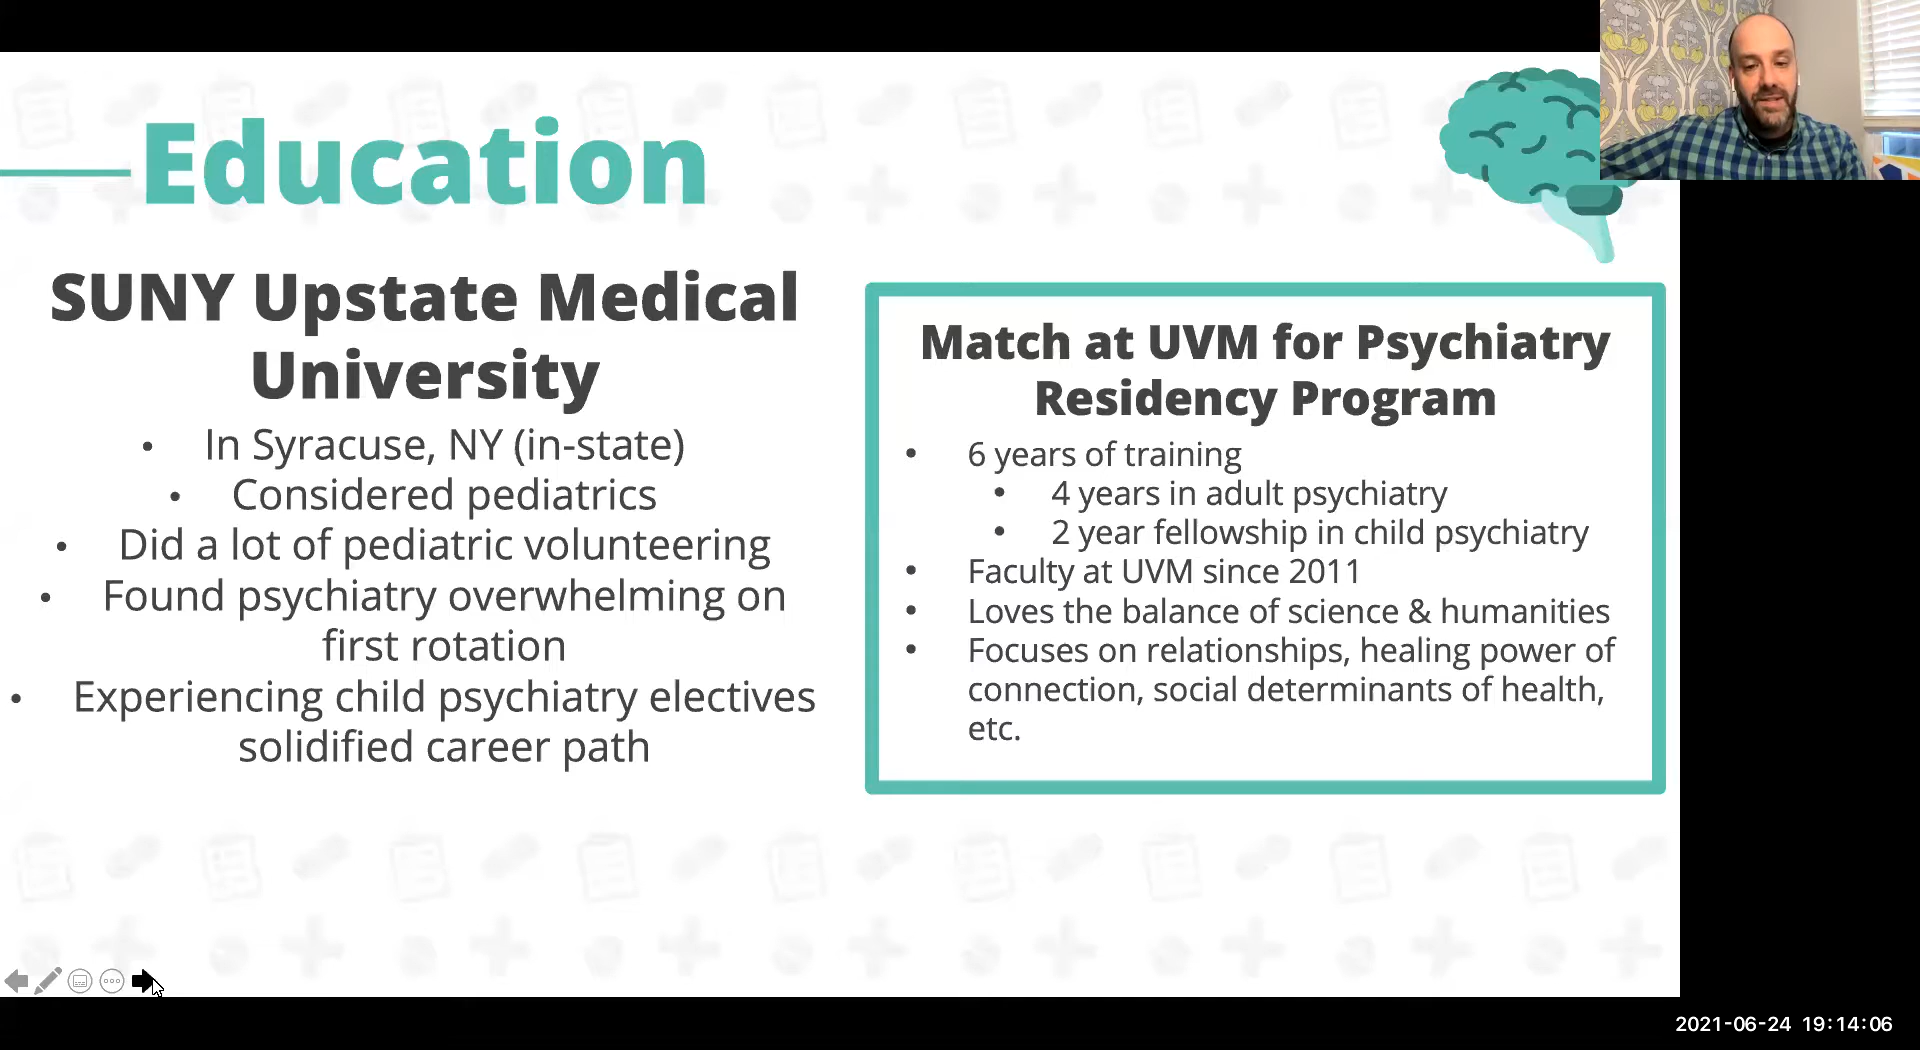 Education
SUNY Upstate Medical
University
• In Syracuse, NY (in-state)
• Considered pediatrics
• Did a lot of pediatric volunteering
• Found psychiatry overwhelming on
first rotation
• Experiencing child psychiatry electives
solidified career path
Match at UVM for Psychiatry
Residency Program
• 6 years of training
• 4 years in adult psychiatry
• 2 year fellowship in child psychiatry
• Faculty at UVM since 2011
• Loves the balance of science & humanities
• Focuses on relationships, healing power of
connection, social determinants of health,
etc.
2021-06-24 19:14:06